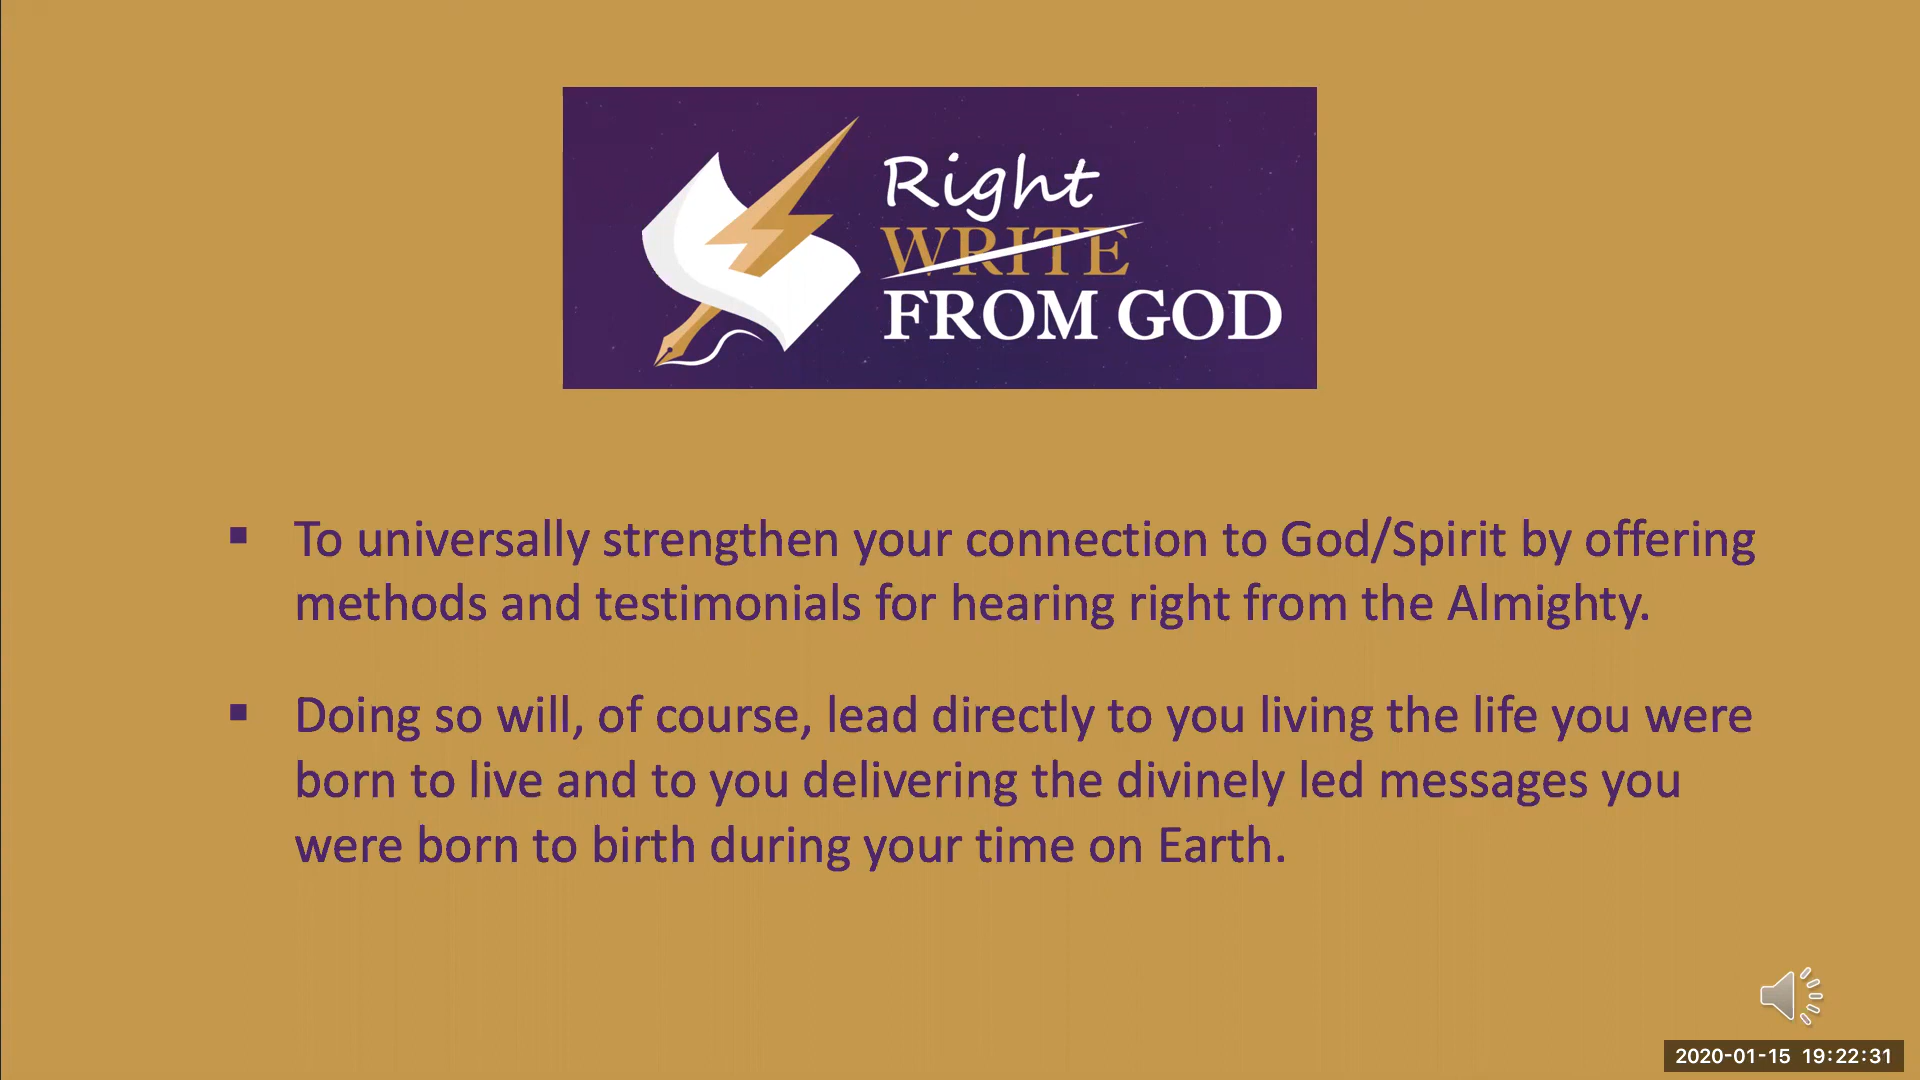 Right
WRITE
FROM GOD
▪ To universally strengthen your connection to God/Spirit by offering
methods and testimonials for hearing right from the Almighty.
▪ Doing so will, of course, lead directly to you living the life you were
born to live and to you delivering the divinely led messages you
were born to birth during your time on Earth.
2020-01-15 19:22:31